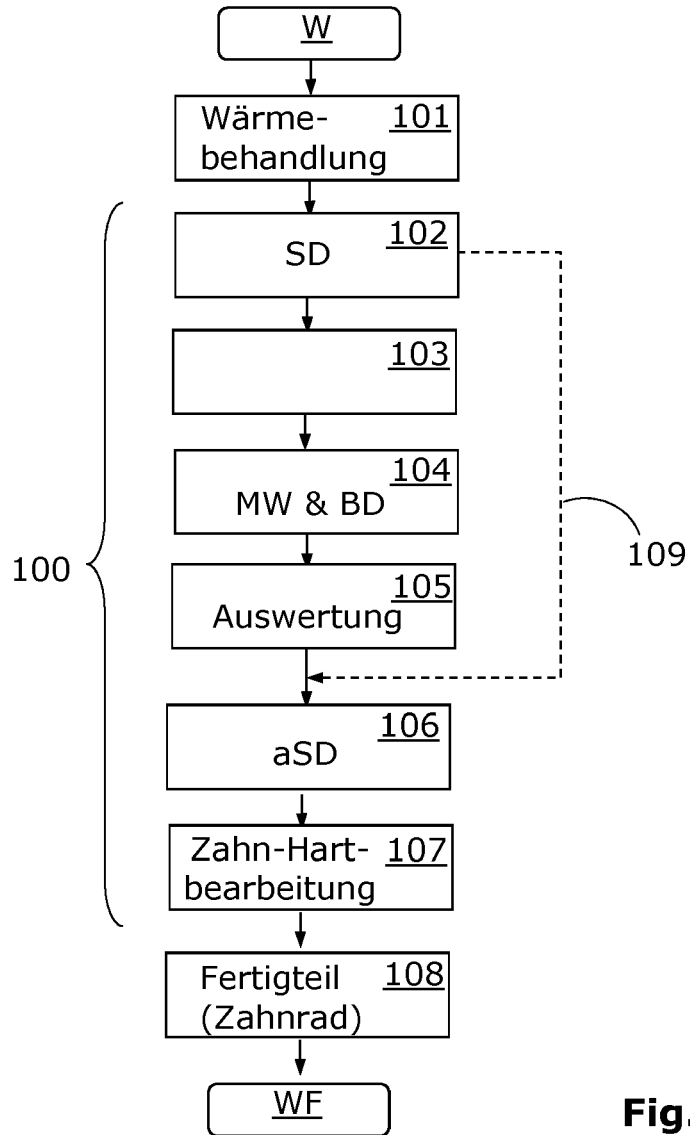 W
Wärme-
behandlung
101
SD
102
103
MW & BD
104
100
109
Auswertung
105
aSD
106
Zahn-Hart-
bearbeitung
107
Fertigteil
(Zahnrad)
108
WF
Fig.